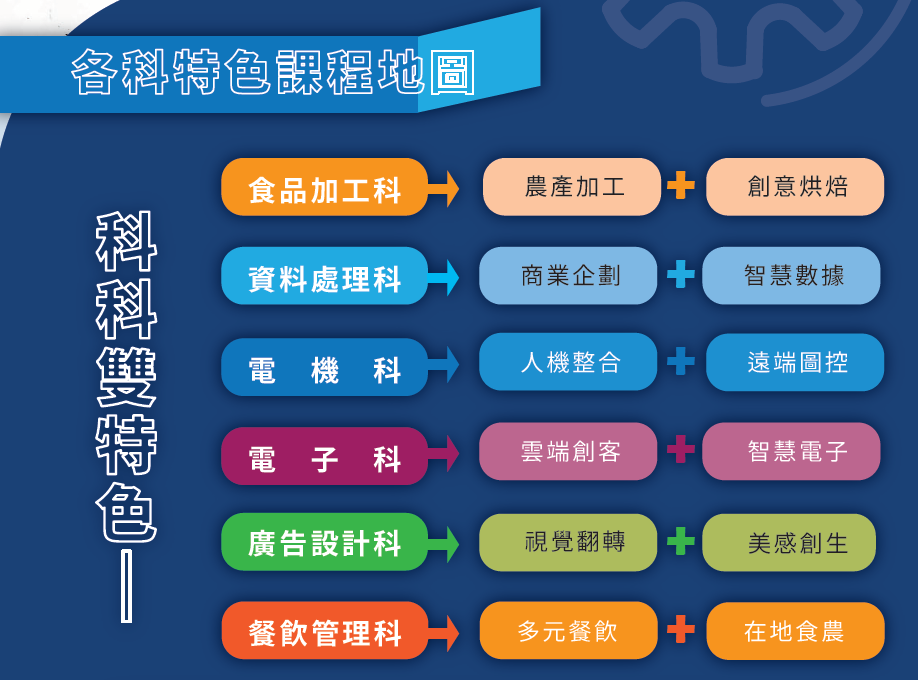 各科特色課程地圖
科科雙特色—
食品加工科 農產加工 + 創意烘焙
資料處理科 商業企劃 + 智慧數據
電機科 人機整合 + 遠端圖控
電子科 雲端創客 + 智慧電子
廣告設計科 視覺翻轉 + 美感創生
餐飲管理科 多元餐飲 + 在地食農